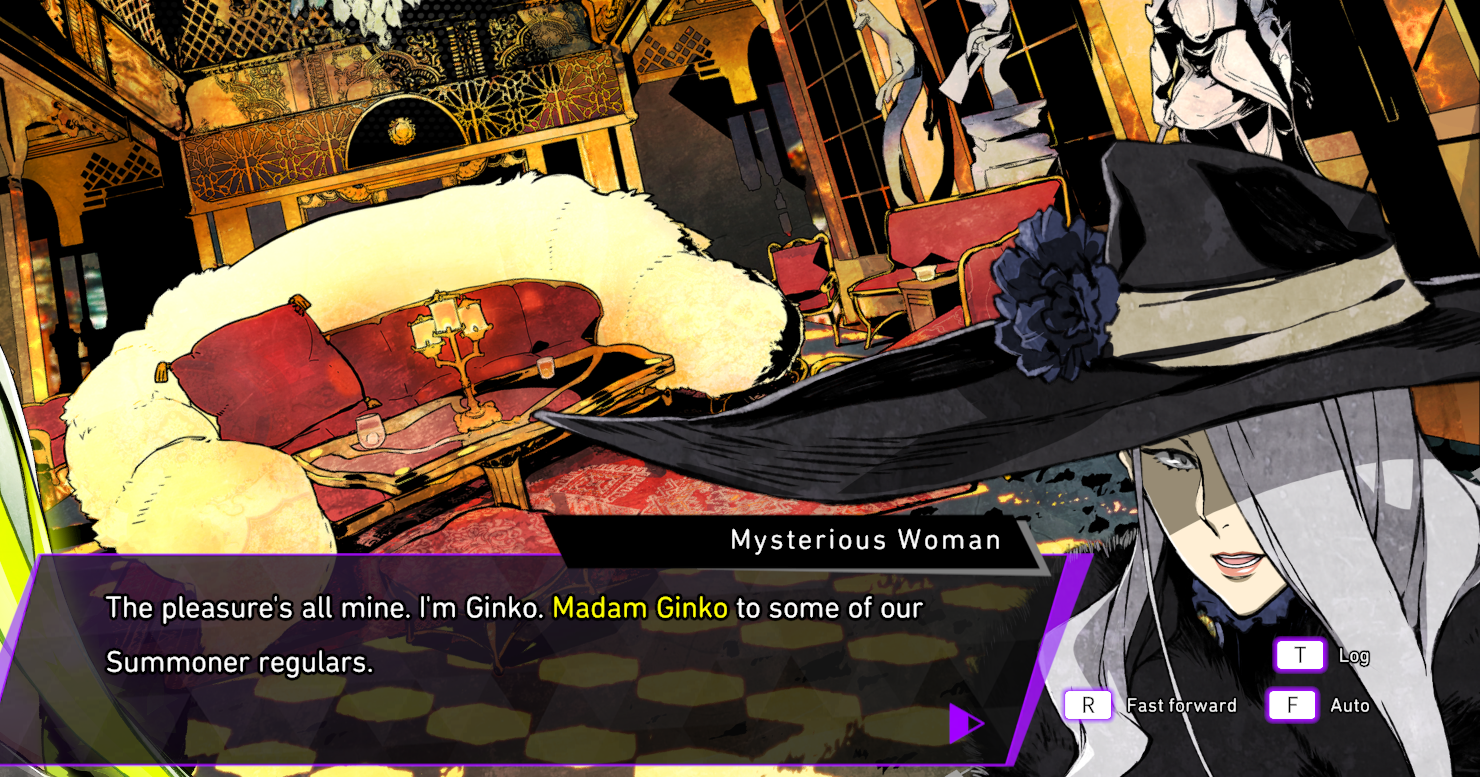 Mysterious Woman
The pleasure's all mine. I'm Ginko. Madam Ginko to some of our
Summoner regulars.
T Log
R Fast forward F Auto